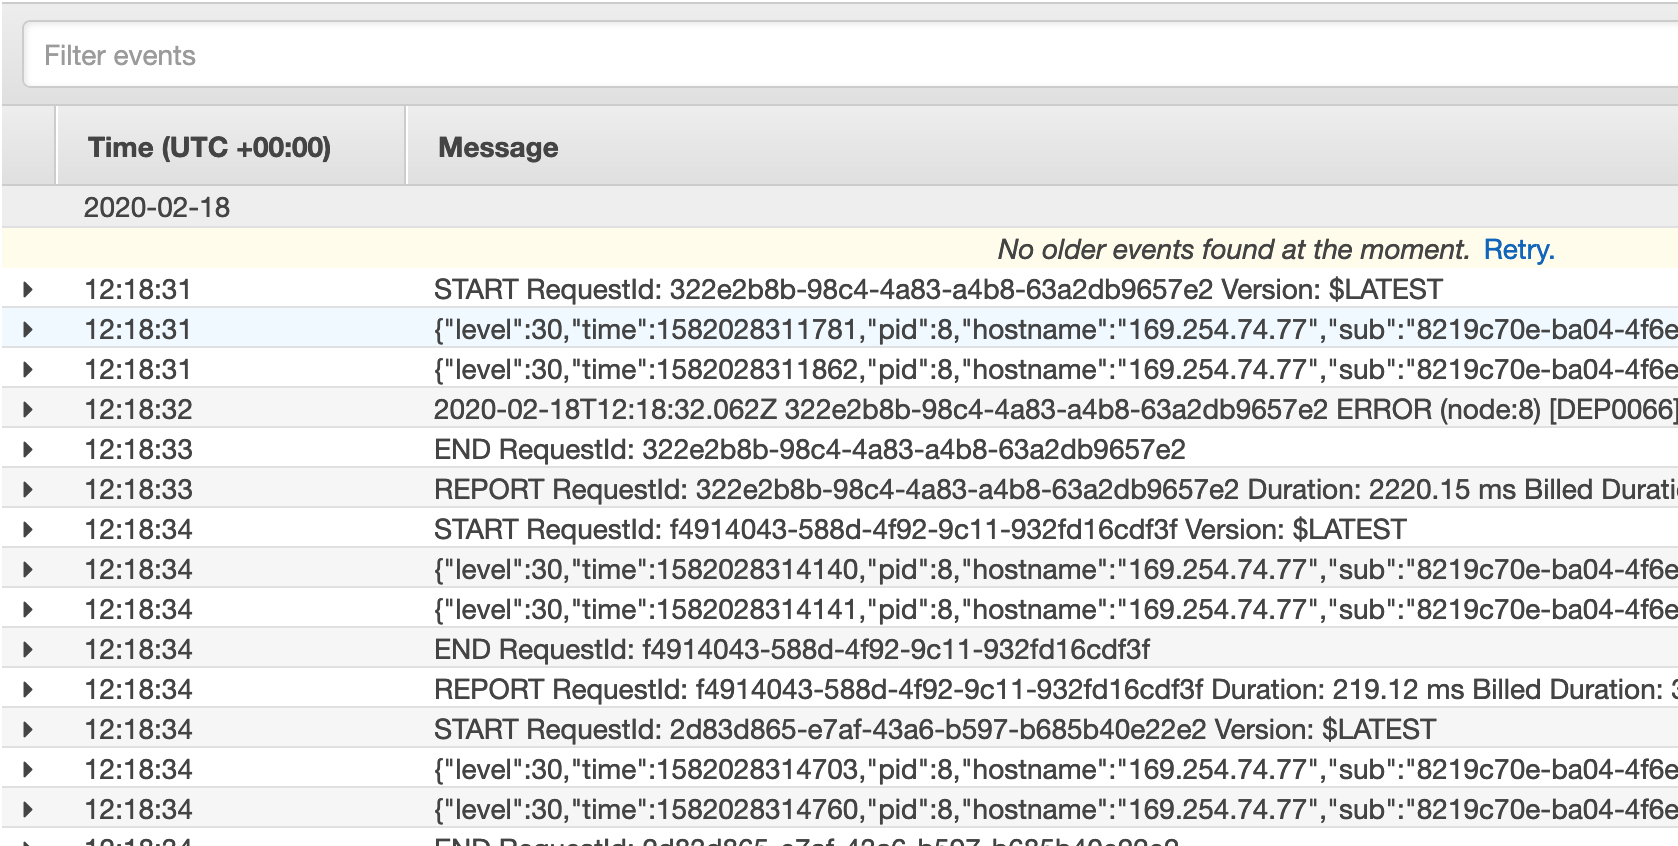 Filter events
Time (UTC +00:00) Message
2020-02-18
No older events found at the moment. Retry.
12:18:31 START RequestId: 322e2b8b-98c4-4a83-a4b8-63a2db9657e2 Version: $LATEST
12:18:31 {"level":30,"time":1582028311781,"pid":8,"hostname":"169.254.74.77","sub":"8219c70e-ba04-4f6e
12:18:31 {"level":30,"time":1582028311862,"pid":8,"hostname":"169.254.74.77","sub":"8219c70e-ba04-4f6e
12:18:32 2020-02-18T12:18:32.062Z 322e2b8b-98c4-4a83-a4b8-63a2db9657e2 ERROR (node:8) [DEP0066]
12:18:33 END RequestId: 322e2b8b-98c4-4a83-a4b8-63a2db9657e2
12:18:33 REPORT RequestId: 322e2b8b-98c4-4a83-a4b8-63a2db9657e2 Duration: 2220.15 ms Billed Durati
12:18:34 START RequestId: f4914043-588d-4f92-9c11-932fd16cdf3f Version: $LATEST
12:18:34 {"level":30,"time":1582028314140,"pid":8,"hostname":"169.254.74.77","sub":"8219c70e-ba04-4f6e
12:18:34 {"level":30,"time":1582028314141,"pid":8,"hostname":"169.254.74.77","sub":"8219c70e-ba04-4f6e
12:18:34 END RequestId: f4914043-588d-4f92-9c11-932fd16cdf3f
12:18:34 REPORT RequestId: f4914043-588d-4f92-9c11-932fd16cdf3f Duration: 219.12 ms Billed Duration:
12:18:34 START RequestId: 2d83d865-e7af-43a6-b597-b685b40e22e2 Version: $LATEST
12:18:34 {"level":30,"time":1582028314703,"pid":8,"hostname":"169.254.74.77","sub":"8219c70e-ba04-4f6e
12:18:34 {"level":30,"time":1582028314760,"pid":8,"hostname":"169.254.74.77","sub":"8219c70e-ba04-4f6e
12:18:34 END RequestId: 2d83d865-e7af-43a6-b597-b685b40e22e2